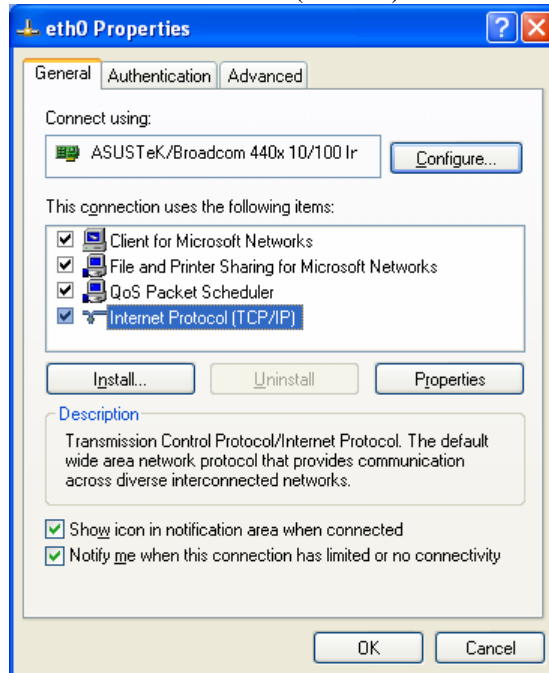 eth0 Properties
General Authentication Advanced
Connect using:
ASUSTeK/Broadcom 440x 10/100 In
Configure...
This connection uses the following items:
Client for Microsoft Networks
File and Printer Sharing for Microsoft Networks
QoS Packet Scheduler
Internet Protocol (TCP/IP)
Install... Uninstall Properties
Description
Transmission Control Protocol/Internet Protocol. The default
wide area network protocol that provides communication
across diverse interconnected networks.
Show icon in notification area when connected
Notify me when this connection has limited or no connectivity
OK Cancel